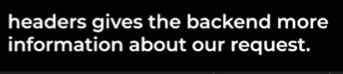 headers gives the backend more
information about our request.